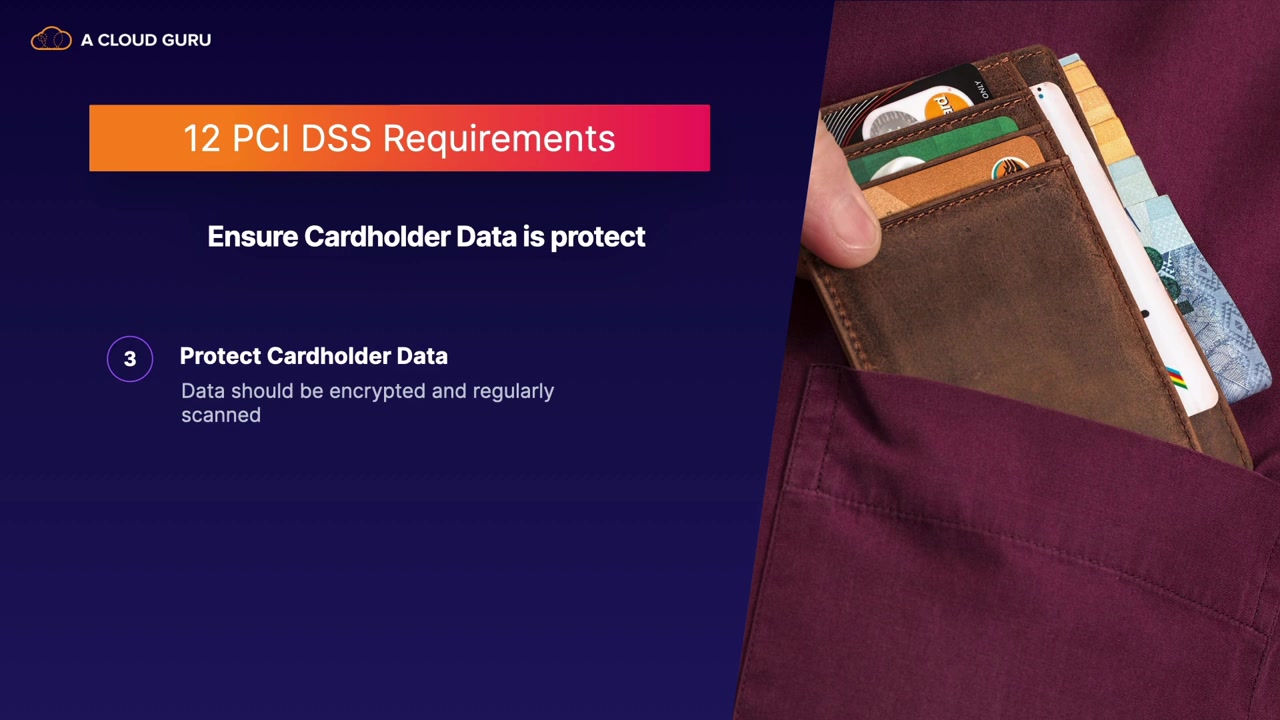 A CLOUD GURU
12 PCI DSS Requirements
Ensure Cardholder Data is protect
3
Protect Cardholder Data
Data should be encrypted and regularly
scanned
ONLY